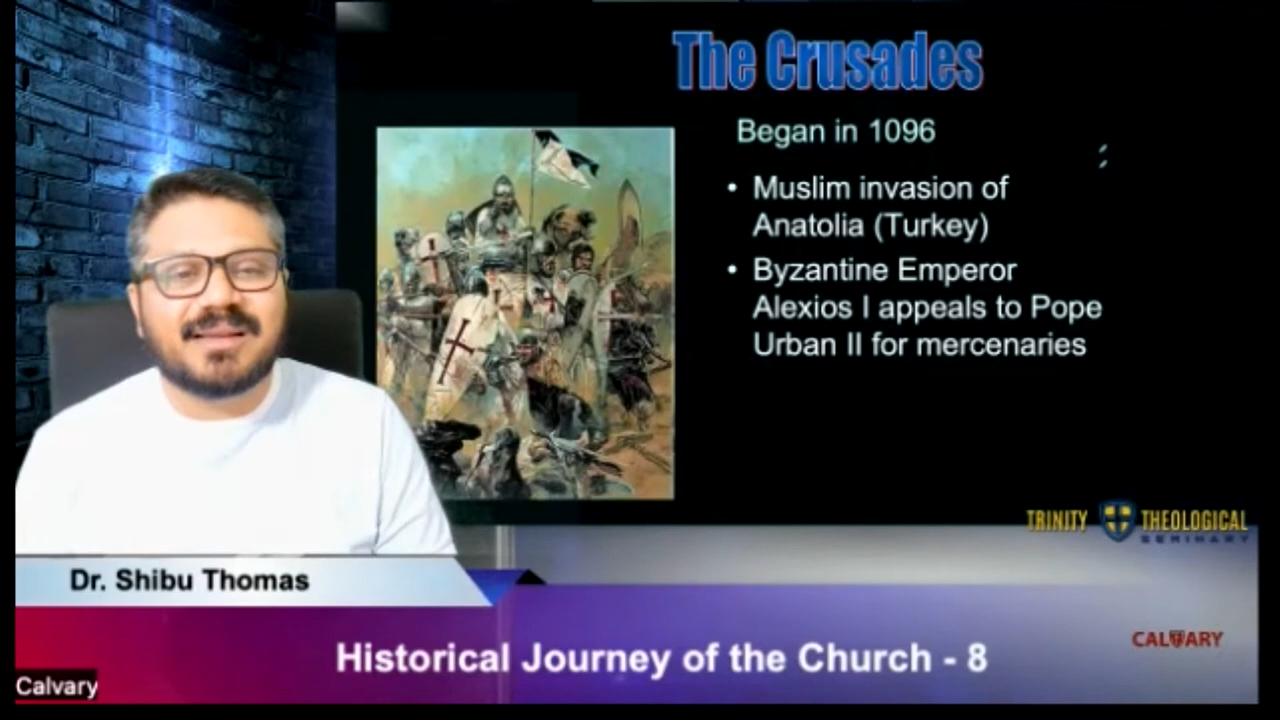 The Crusades
Began in 1096
• Muslim invasion of
Anatolia (Turkey)
• Byzantine Emperor
Alexios I appeals to Pope
Urban II for mercenaries
TRINITY THEOLOGICAL
SEMINARY
Dr. Shibu Thomas
CALVARY
Historical Journey of the Church - 8
Calvary